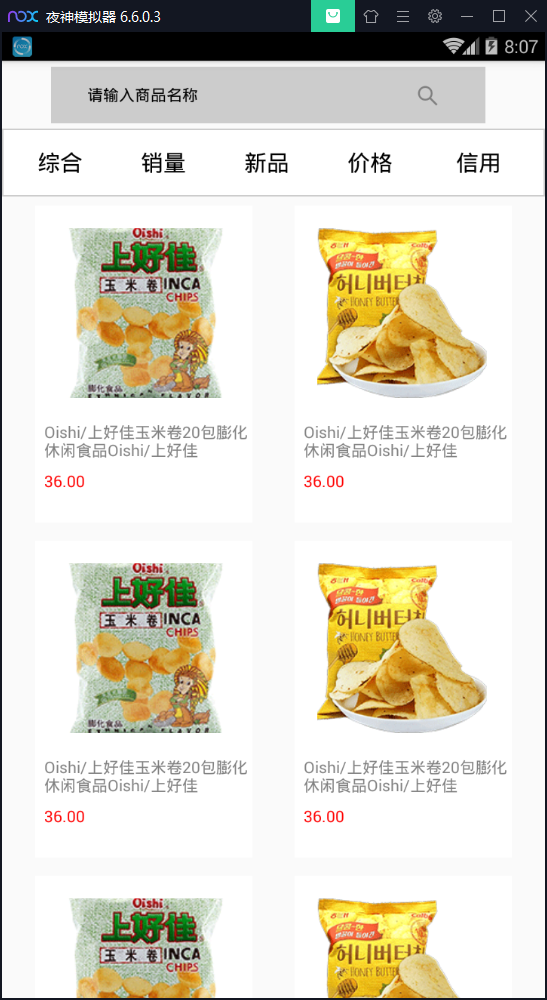 nox 夜神模拟器 6.6.0.3
8:07
请输入商品名称
综合 销量 新品 价格 信用
Oishi
上好佳
玉米卷 INCA
CHIPS
膨化食品
허니버터칩
HONEY BUTTER
Oishi/上好佳玉米卷20包膨化
休闲食品Oishi/上好佳
36.00
Oishi/上好佳玉米卷20包膨化
休闲食品Oishi/上好佳
36.00
Oishi
上好佳
玉米卷 INCA
CHIPS
膨化食品
허니버터칩
HONEY BUTTER
Oishi/上好佳玉米卷20包膨化
休闲食品Oishi/上好佳
36.00
Oishi/上好佳玉米卷20包膨化
休闲食品Oishi/上好佳
36.00
Oishi
上好佳
玉米卷 INCA
CHIPS
허니버터칩
HONEY BUTTER